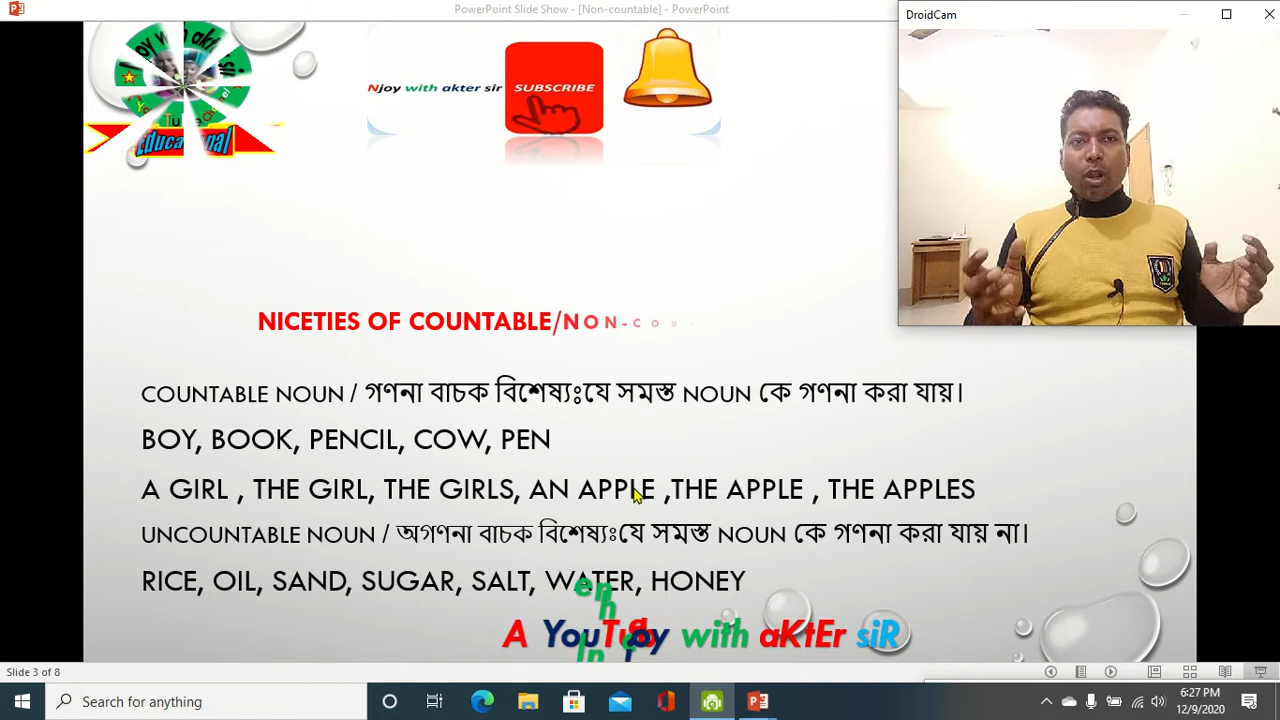 PowerPoint Slide Show - [Non-countable] - PowerPoint
DroidCam
Educational
Njoy with akter sir SUBSCRIBE
NICETIES OF COUNTABLE/NON-COU
COUNTABLE NOUN / গণনা বাচক বিশেষ্যঃযে সমস্ত NOUN কে গণনা করা যায়।
BOY, BOOK, PENCIL, COW, PEN
A GIRL , THE GIRL, THE GIRLS, AN APPLE ,THE APPLE , THE APPLES
UNCOUNTABLE NOUN / অগণনা বাচক বিশেষ্যঃযে সমস্ত NOUN কে গণনা করা যায় না।
RICE, OIL, SAND, SUGAR, SALT, WATER, HONEY
A with aKtEr siR
Slide 3 of 8
Search for anything
6:27 PM
12/9/2020